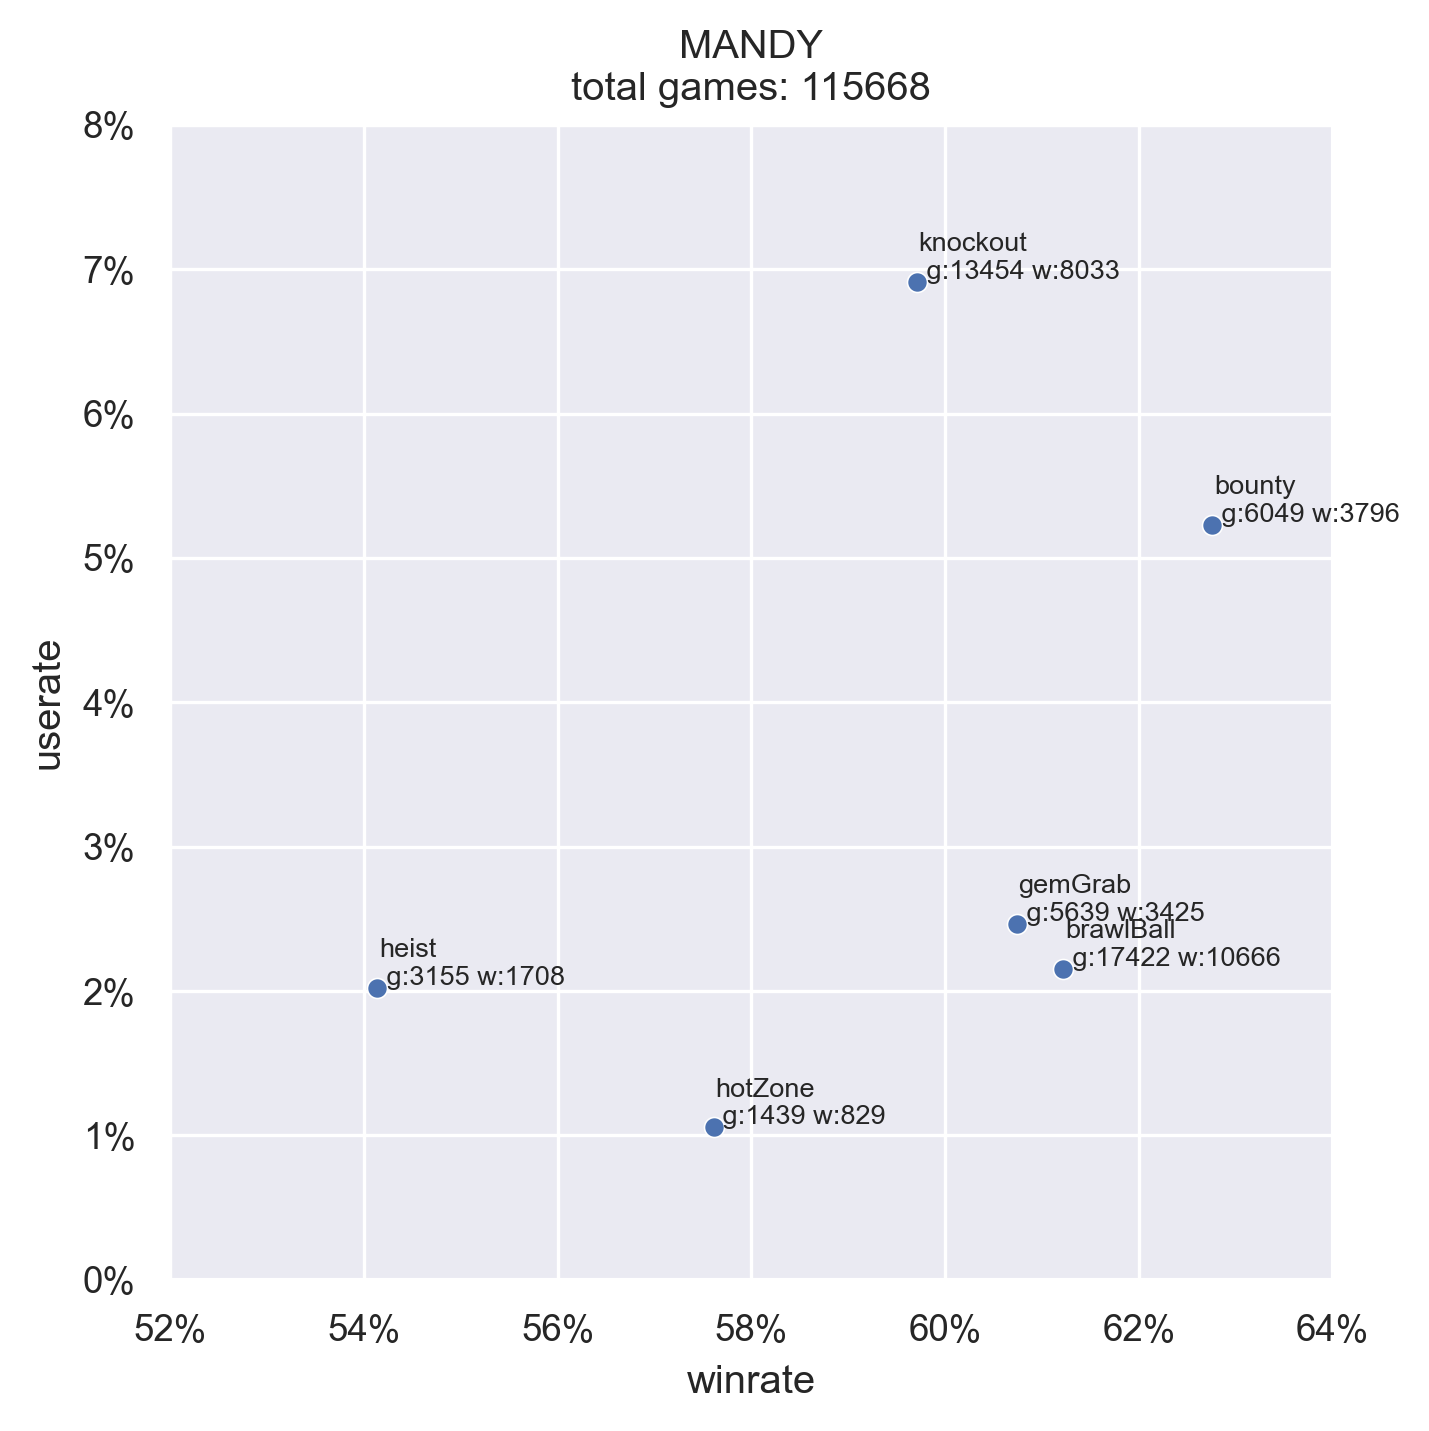 MANDY
total games: 115668
8%
7%
6%
5%
4%
3%
2%
1%
0%
userate
knockout
g:13454 w:8033
bounty
g:6049 w:3796
gemGrab
g:5639 w:3425
brawlBall
g:17422 w:10666
heist
g:3155 w:1708
hotZone
g:1439 w:829
52% 54% 56% 58% 60% 62% 64%
winrate